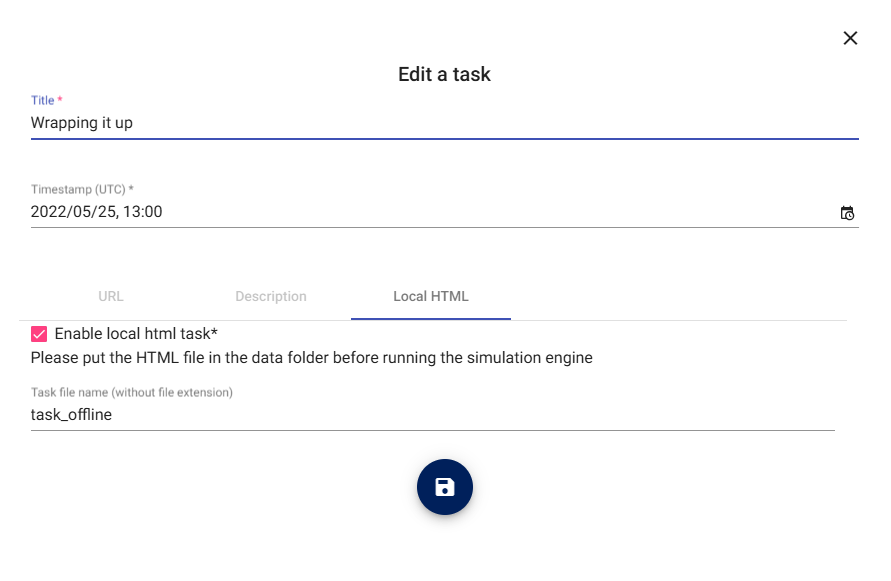 Edit a task
Title *
Wrapping it up
Timestamp (UTC) *
2022/05/25, 13:00
URL Description Local HTML
Enable local html task*
Please put the HTML file in the data folder before running the simulation engine
Task file name (without file extension)
task_offline